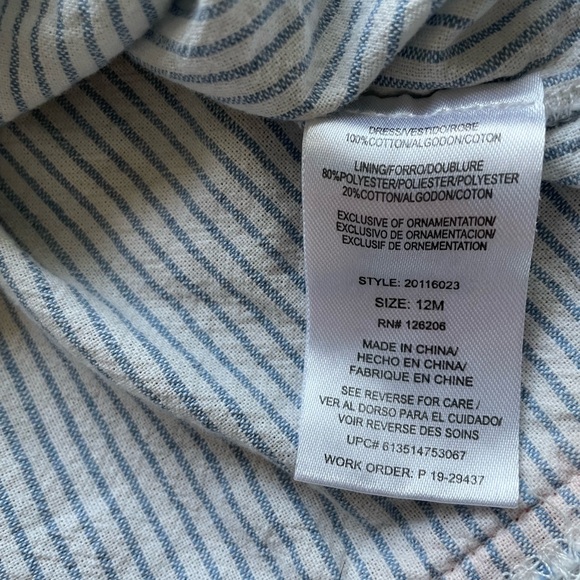 DRESS/VESTIDO/ROBE
100%COTTON/ALGODON/COTON
LINING/FORRO/DOUBLURE
80%POLYESTER/POLIESTER/POLYESTER
20%COTTON/ALGODON/COTON
EXCLUSIVE OF ORNAMENTATION/
EXCLUSIVO DE ORNAMENTACION/
EXCLUSIF DE ORNEMENTATION
STYLE: 20116023
SIZE: 12M
RN# 126206
MADE IN CHINA/
HECHO EN CHINA/
FABRIQUE EN CHINE
SEE REVERSE FOR CARE /
VER AL DORSO PARA EL CUIDADO/
VOIR REVERSE DES SOINS
UPC# 613514753067
WORK ORDER: P 19-29437